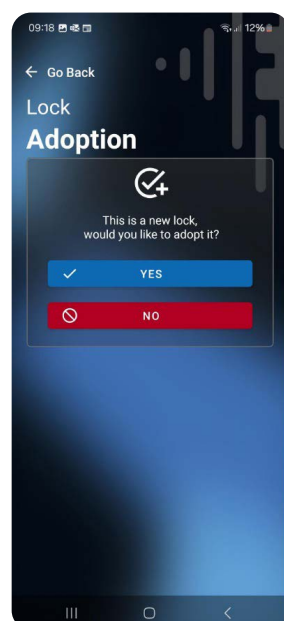 09:18 12%
Go Back
Lock
Adoption
This is a new lock,
would you like to adopt it?
YES
NO